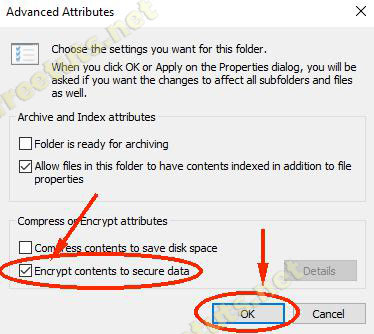 Advanced Attributes
Choose the settings you want for this folder.
When you click OK or Apply on the Properties dialog, you will be
asked if you want the changes to affect all subfolders and files
as well.
Archive and Index attributes
Folder is ready for archiving
Allow files in this folder to have contents indexed in addition to file
properties
Compress or Encrypt attributes
Compress contents to save disk space
Encrypt contents to secure data
Details
OK
Cancel